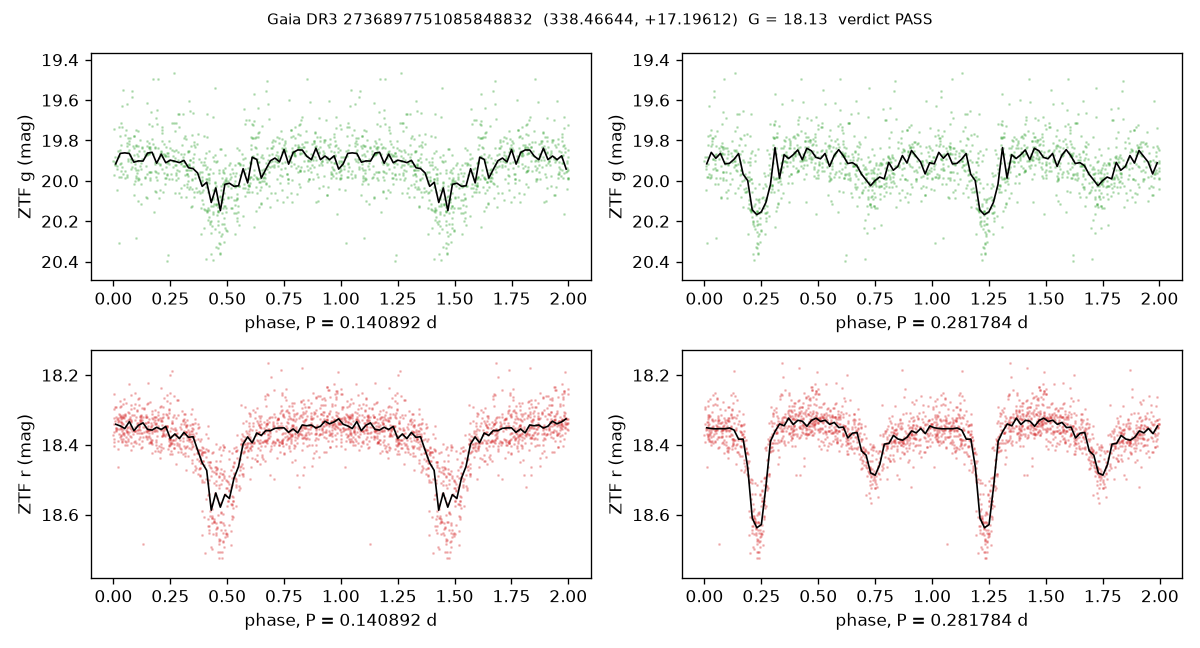 Gaia DR3 2736897751085848832 (338.46644, +17.19612) G = 18.13 verdict PASS
19.4
19.6
19.8
20.0
20.2
20.4
ZTF g (mag)
0.00 0.25 0.50 0.75 1.00 1.25 1.50 1.75 2.00
phase, P = 0.140892 d
19.4
19.6
19.8
20.0
20.2
20.4
ZTF g (mag)
0.00 0.25 0.50 0.75 1.00 1.25 1.50 1.75 2.00
phase, P = 0.281784 d
18.2
18.4
18.6
ZTF r (mag)
0.00 0.25 0.50 0.75 1.00 1.25 1.50 1.75 2.00
phase, P = 0.140892 d
18.2
18.4
18.6
ZTF r (mag)
0.00 0.25 0.50 0.75 1.00 1.25 1.50 1.75 2.00
phase, P = 0.281784 d